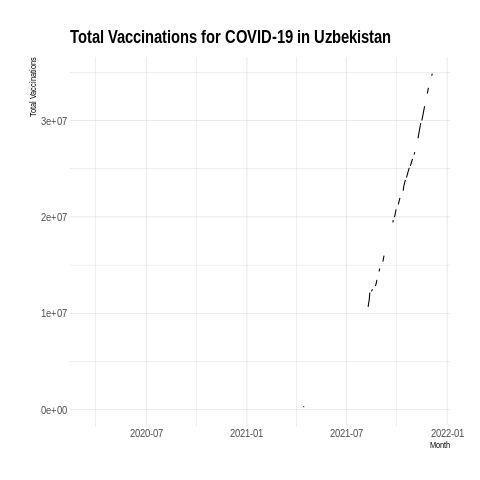 Total Vaccinations for COVID-19 in Uzbekistan
Total Vaccinations
3e+07
2e+07
1e+07
0e+00
2020-07 2021-01 2021-07 2022-01
Month